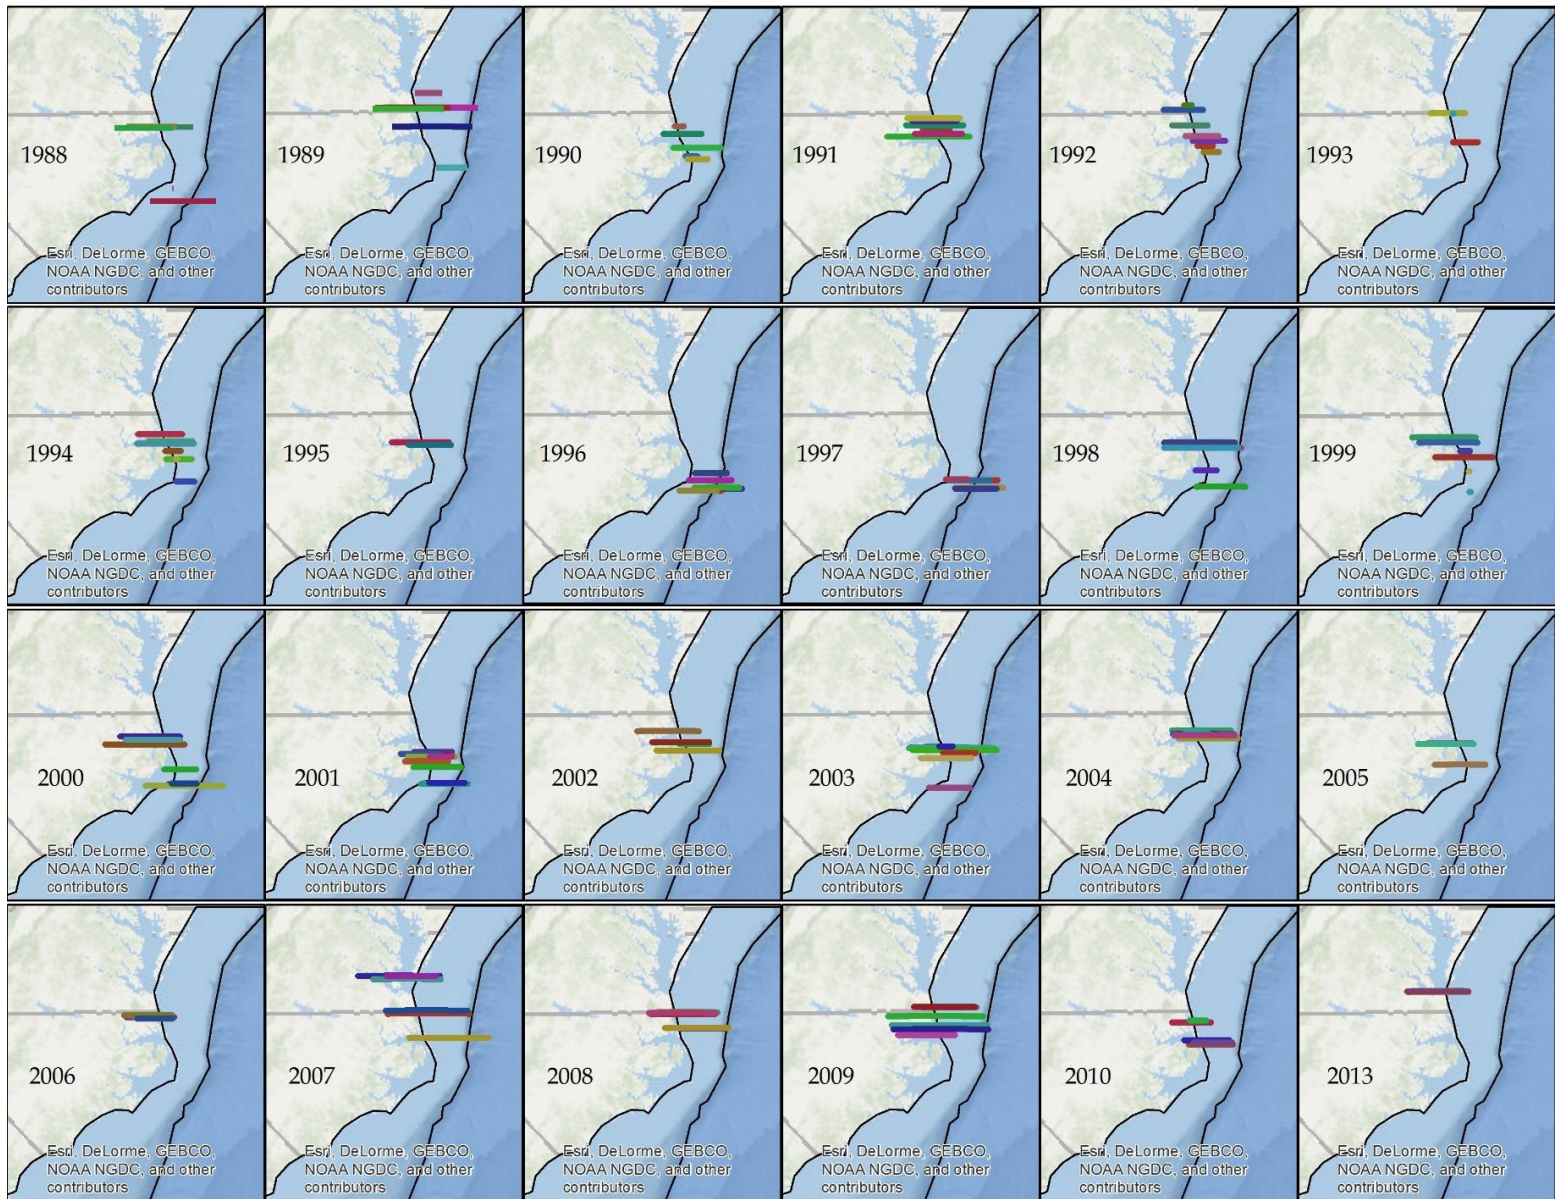 1988
Esri, DeLorme, GEBCO,
NOAA NGDC, and other
contributors
1989
Esri, DeLorme, GEBCO,
NOAA NGDC, and other
contributors
1990
Esri, DeLorme, GEBCO,
NOAA NGDC, and other
contributors
1991
Esri, DeLorme, GEBCO,
NOAA NGDC, and other
contributors
1992
Esri, DeLorme, GEBCO,
NOAA NGDC, and other
contributors
1993
Esri, DeLorme, GEBCO,
NOAA NGDC, and other
contributors
1994
Esri, DeLorme, GEBCO,
NOAA NGDC, and other
contributors
1995
Esri, DeLorme, GEBCO,
NOAA NGDC, and other
contributors
1996
Esri, DeLorme, GEBCO,
NOAA NGDC, and other
contributors
1997
Esri, DeLorme, GEBCO,
NOAA NGDC, and other
contributors
1998
Esri, DeLorme, GEBCO,
NOAA NGDC, and other
contributors
1999
Esri, DeLorme, GEBCO,
NOAA NGDC, and other
contributors
2000
Esri, DeLorme, GEBCO,
NOAA NGDC, and other
contributors
2001
Esri, DeLorme, GEBCO,
NOAA NGDC, and other
contributors
2002
Esri, DeLorme, GEBCO,
NOAA NGDC, and other
contributors
2003
Esri, DeLorme, GEBCO,
NOAA NGDC, and other
contributors
2004
Esri, DeLorme, GEBCO,
NOAA NGDC, and other
contributors
2005
Esri, DeLorme, GEBCO,
NOAA NGDC, and other
contributors
2006
Esri, DeLorme, GEBCO,
NOAA NGDC, and other
contributors
2007
Esri, DeLorme, GEBCO,
NOAA NGDC, and other
contributors
2008
Esri, DeLorme, GEBCO,
NOAA NGDC, and other
contributors
2009
Esri, DeLorme, GEBCO,
NOAA NGDC, and other
contributors
2010
Esri, DeLorme, GEBCO,
NOAA NGDC, and other
contributors
2013
Esri, DeLorme, GEBCO,
NOAA NGDC, and other
contributors